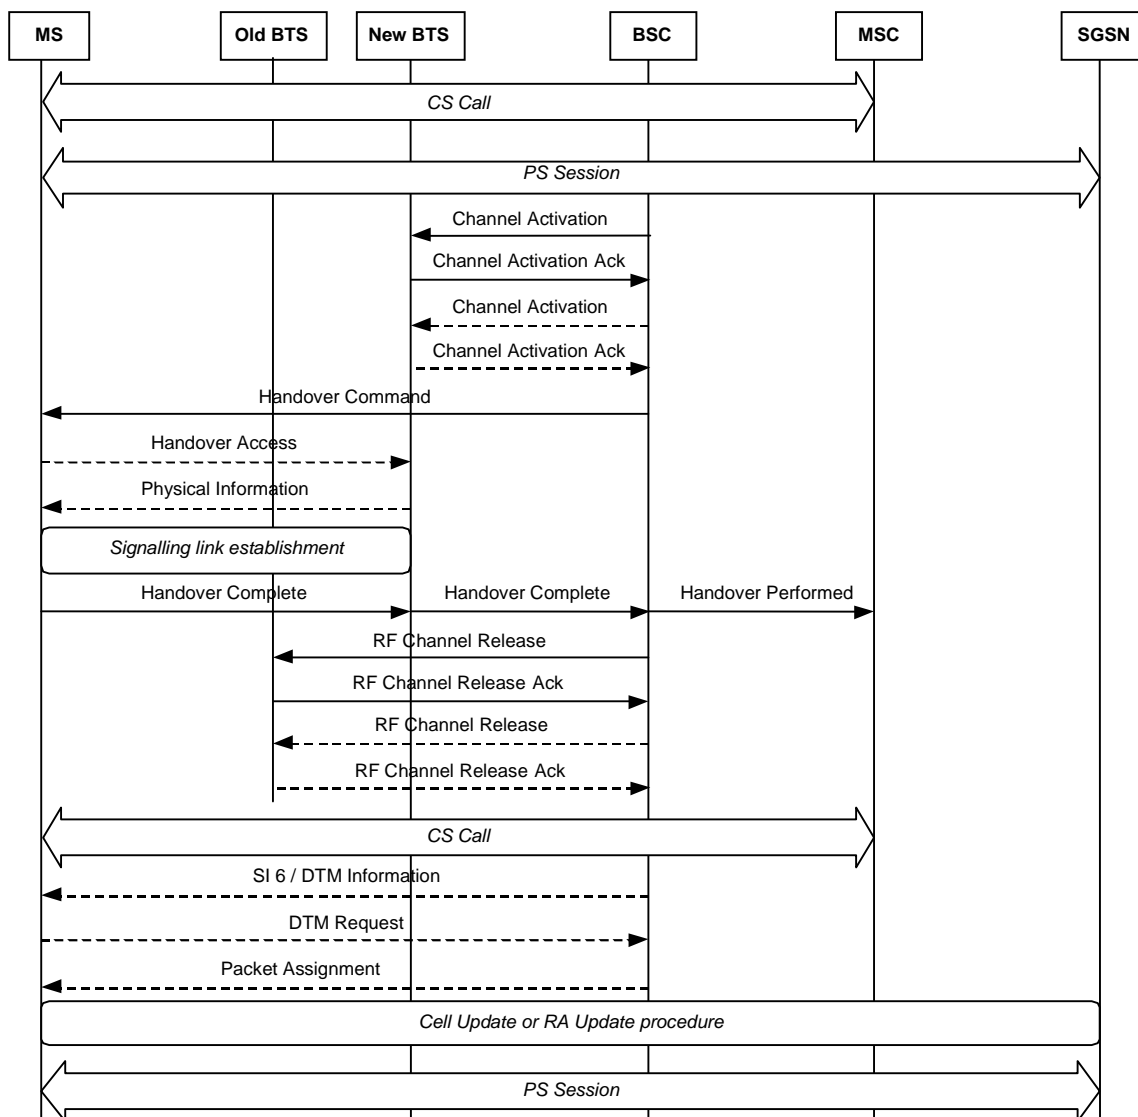 MS Old BTS New BTS BSC MSC SGSN
CS Call
PS Session
Channel Activation
Channel Activation Ack
Channel Activation
Channel Activation Ack
Handover Command
Handover Access
Physical Information
Signalling link establishment
Handover Complete Handover Complete Handover Performed
RF Channel Release
RF Channel Release Ack
RF Channel Release
RF Channel Release Ack
CS Call
SI 6 / DTM Information
DTM Request
Packet Assignment
Cell Update or RA Update procedure
PS Session